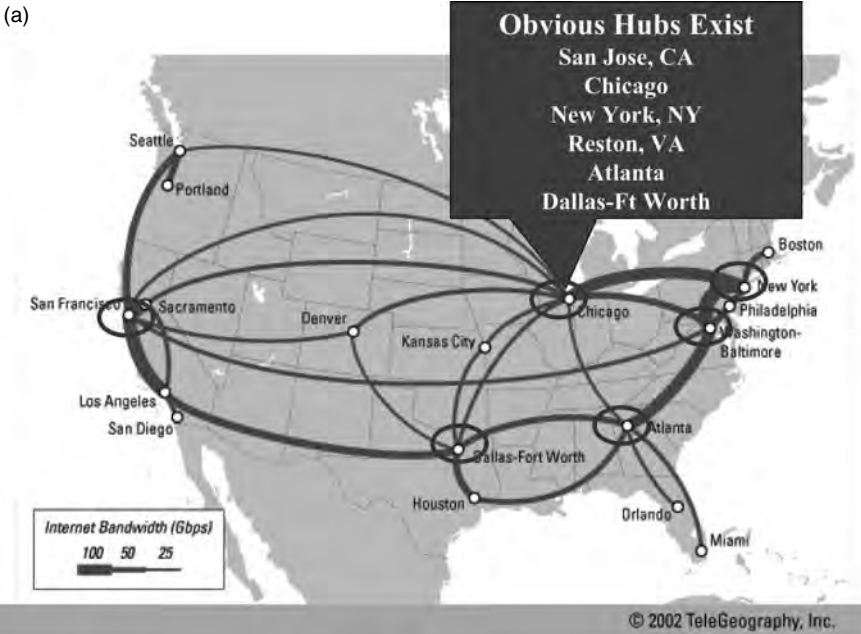 (a)
Obvious Hubs Exist
San Jose, CA
Chicago
New York, NY
Reston, VA
Atlanta
Dallas-Ft Worth
Seattle
Portland
Boston
New York
Philadelphia
Washington-
Baltimore
San Francisco
Sacramento
Chicago
Denver
Kansas City
Los Angeles
San Diego
Atlanta
Dallas-Fort Worth
Houston
Orlando
Miami
Internet Bandwidth (Gbps)
100 50 25
© 2002 TeleGeography, Inc.